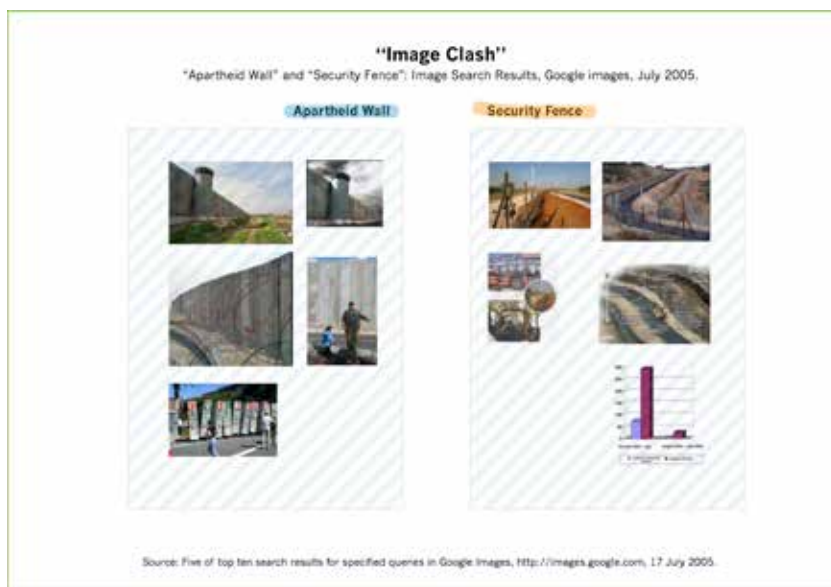 “Image Clash”
“Apartheid Wall” and “Security Fence”: Image Search Results, Google images, July 2005.
Apartheid Wall
Security Fence
Source: Five of top ten search results for specified queries in Google Images, http://images.google.com, 17 July 2005.